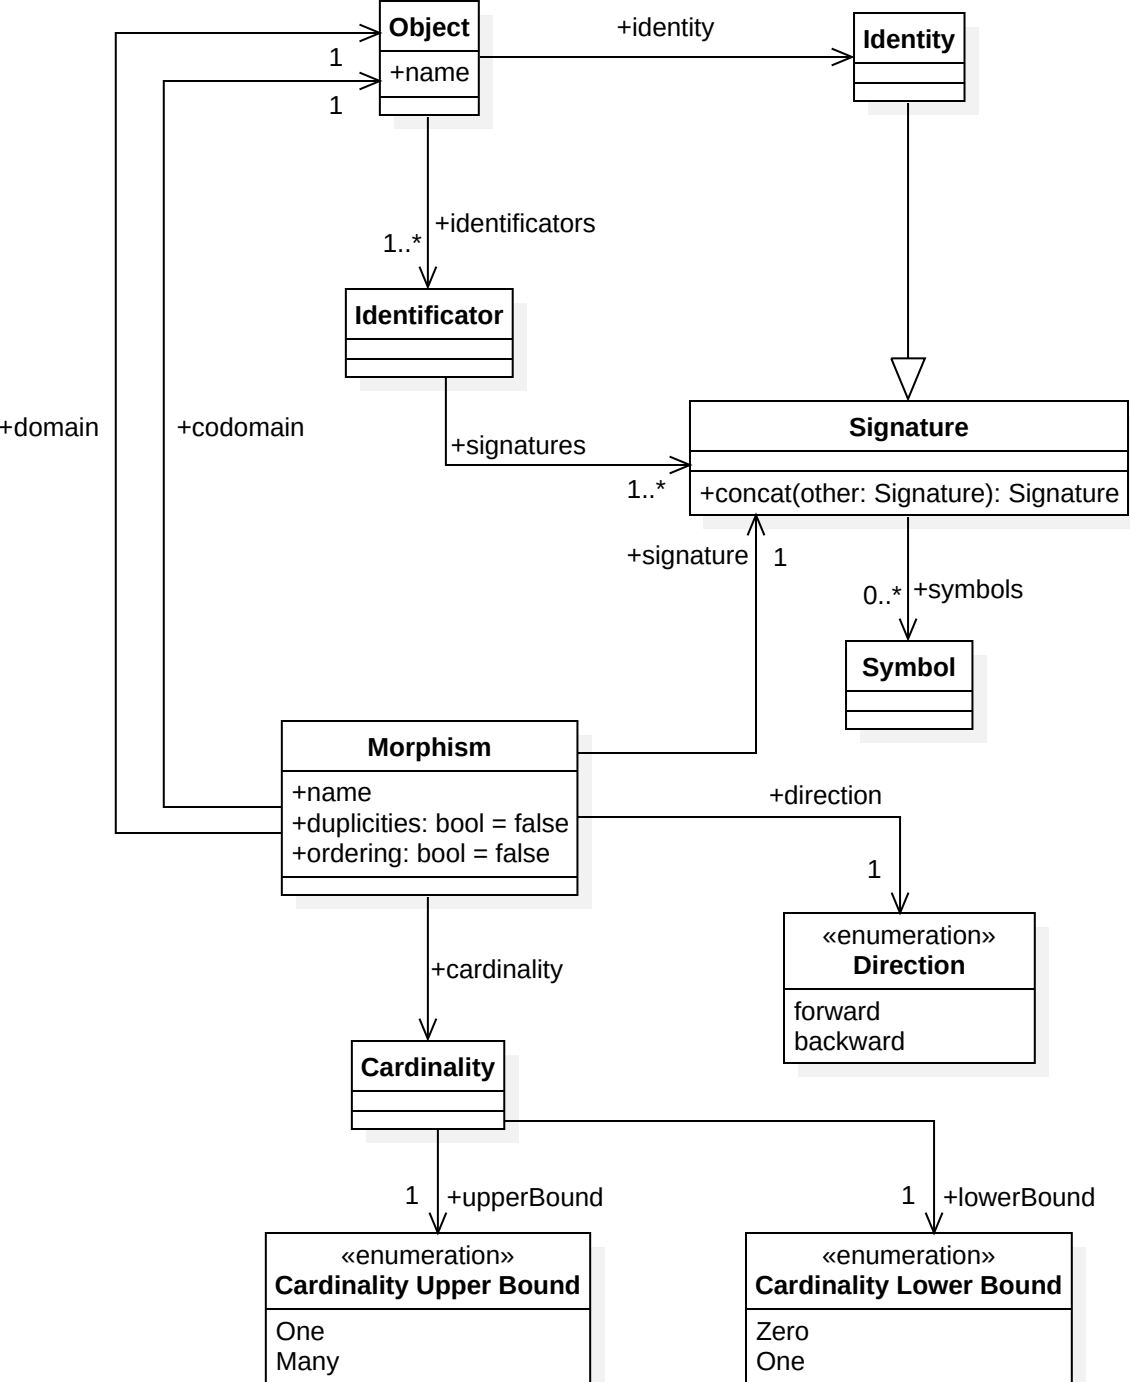 Object
+name
+identity
Identity
1
1
+identificators
1..*
Identificator
+domain
+codomain
+signatures
1..*
Signature
+concat(other: Signature): Signature
+signature
1
0..*
+symbols
Symbol
Morphism
+name
+duplicities: bool = false
+ordering: bool = false
+direction
1
«enumeration»
Direction
forward
backward
+cardinality
Cardinality
1
+upperBound
1
+lowerBound
«enumeration»
Cardinality Upper Bound
One
Many
«enumeration»
Cardinality Lower Bound
Zero
One